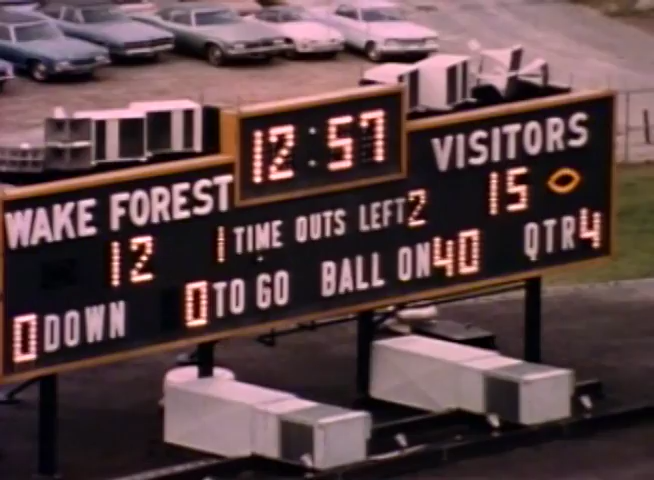 12:57
WAKE FOREST VISITORS
12 15
1 TIME OUTS LEFT 2
0 DOWN 0 TO GO BALL ON 40 QTR 4